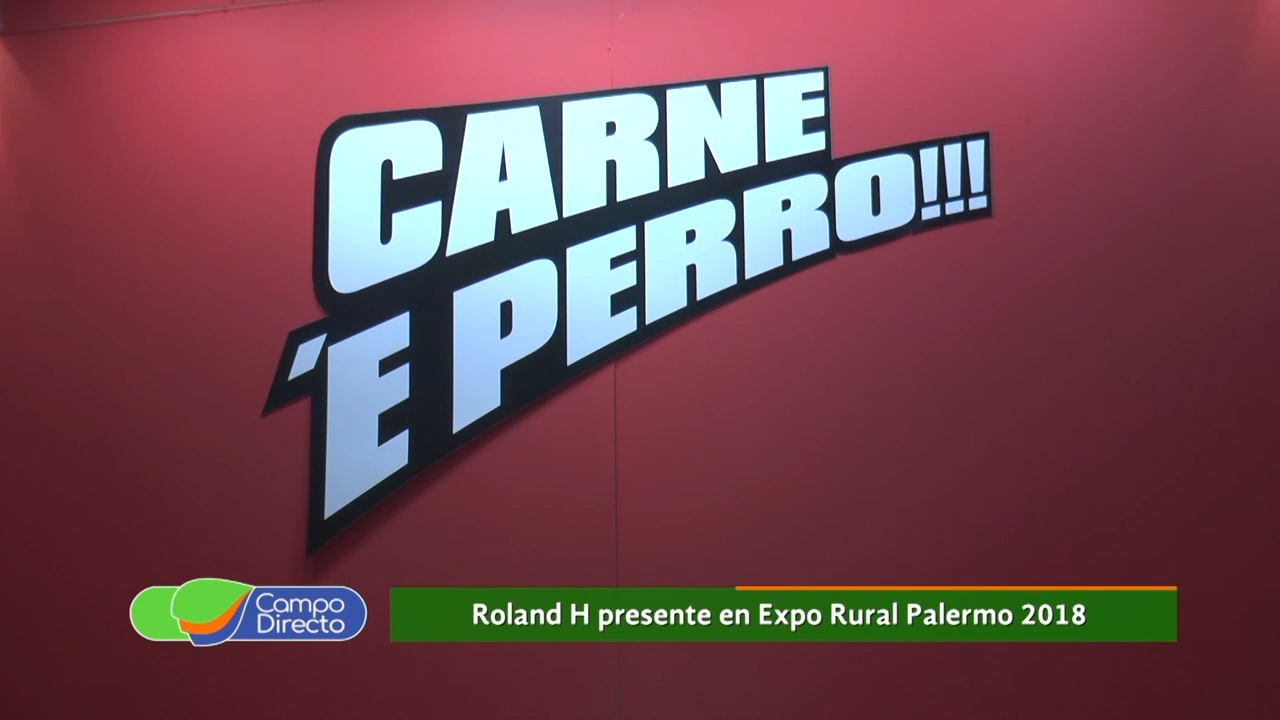 CARNE
'E PERRO!!!
Campo
Directo
Roland H presente en Expo Rural Palermo 2018